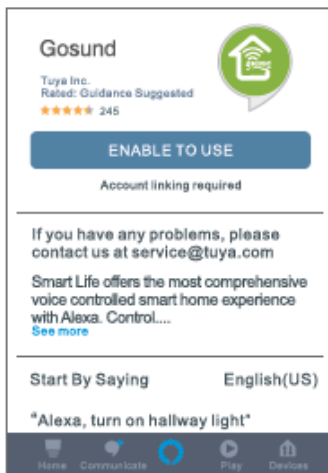 Gosund
Tuya Inc.
Rated: Guidance Suggested
245
ENABLE TO USE
Account linking required
If you have any problems, please
contact us at service@tuya.com
Smart Life offers the most comprehensive
voice controlled smart home experience
with Alexa. Control....
See more
Start By Saying English(US)
"Alexa, turn on hallway light"
Home Communicate Play Devices